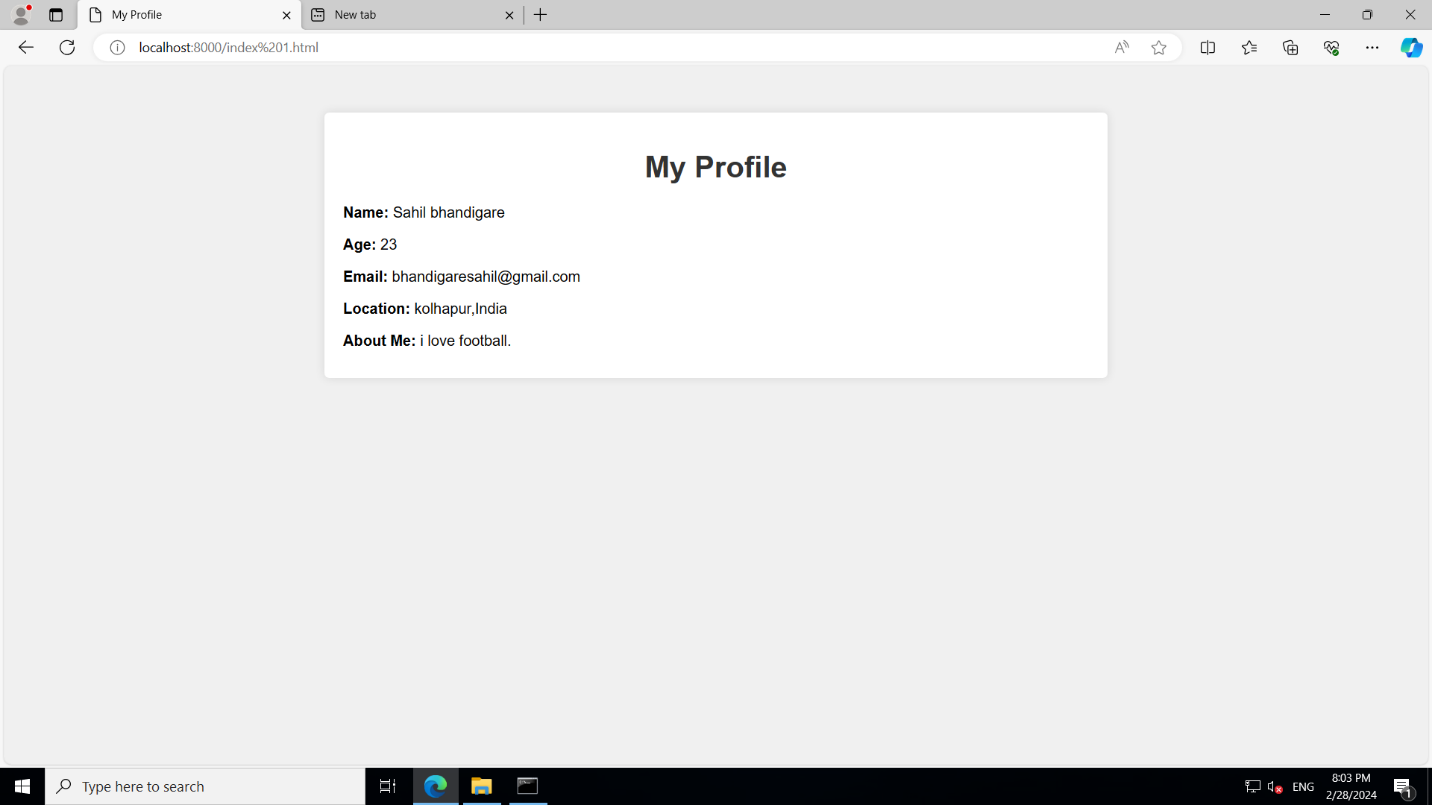 My Profile
New tab
localhost:8000/index%201.html
My Profile
Name: Sahil bhandigare
Age: 23
Email: bhandigaresahil@gmail.com
Location: kolhapur,India
About Me: i love football.
Type here to search
ENG
8:03 PM
2/28/2024
1